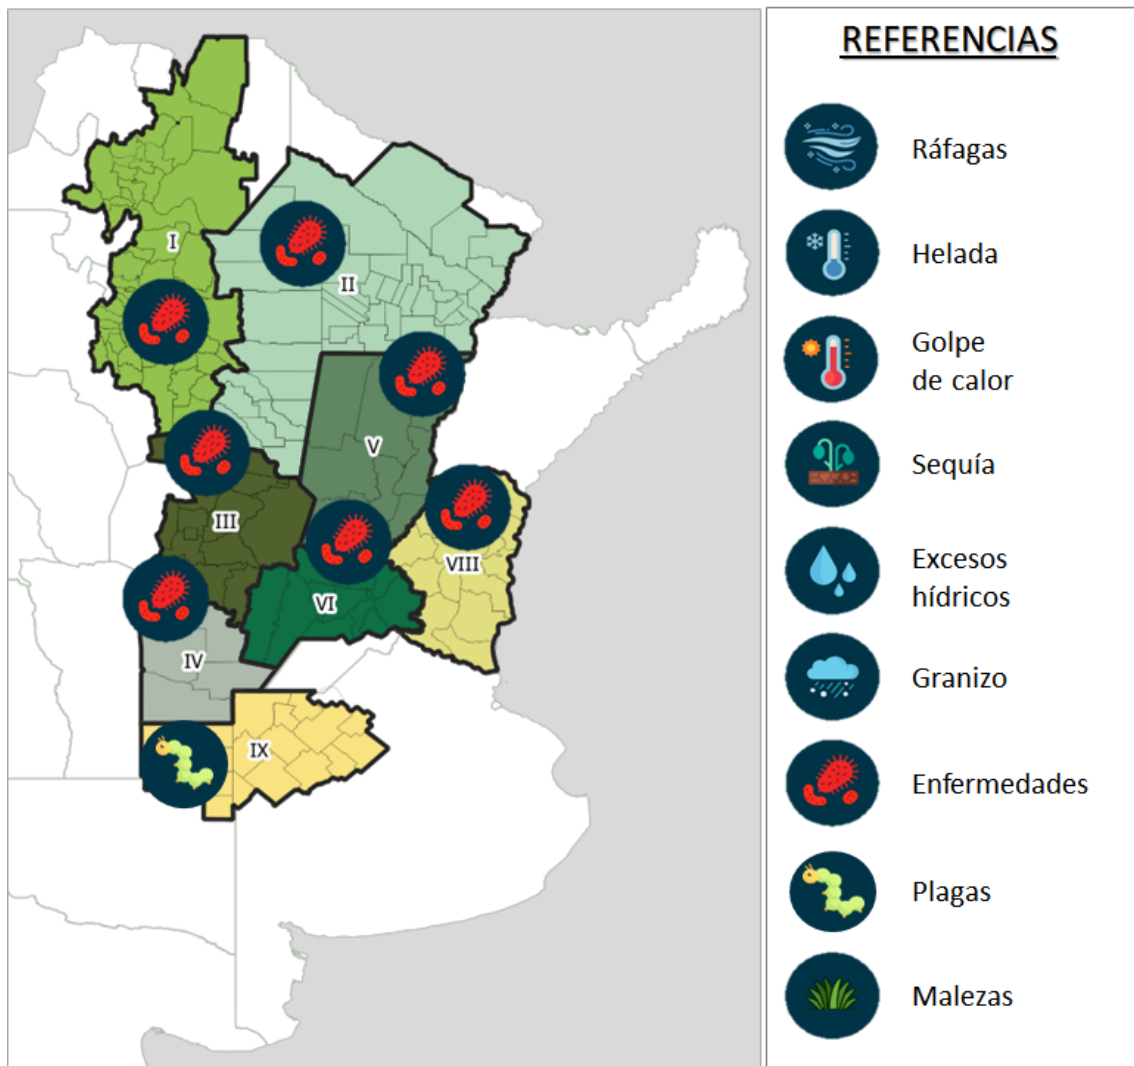 REFERENCIAS
Ráfagas
Helada
Golpe
de calor
Sequía
Excesos
hídricos
Granizo
Enfermedades
Plagas
Malezas
I
II
V
III
VIII
VI
IV
IX